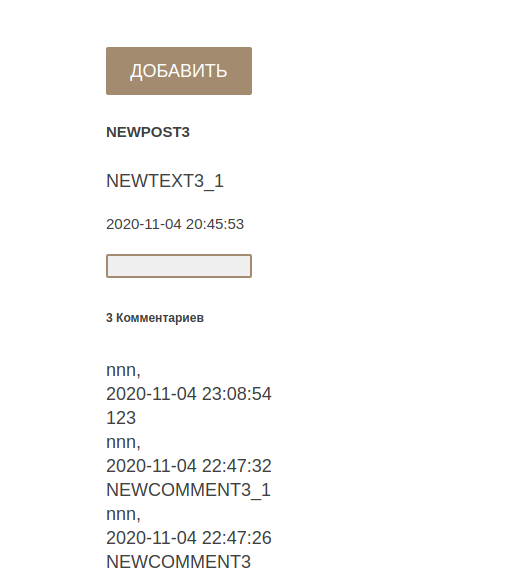 ДОБАВИТЬ
NEWPOST3
NEWTEXT3_1
2020-11-04 20:45:53
3 Комментариев
nnn,
2020-11-04 23:08:54
123
nnn,
2020-11-04 22:47:32
NEWCOMMENT3_1
nnn,
2020-11-04 22:47:26
NEWCOMMENT3